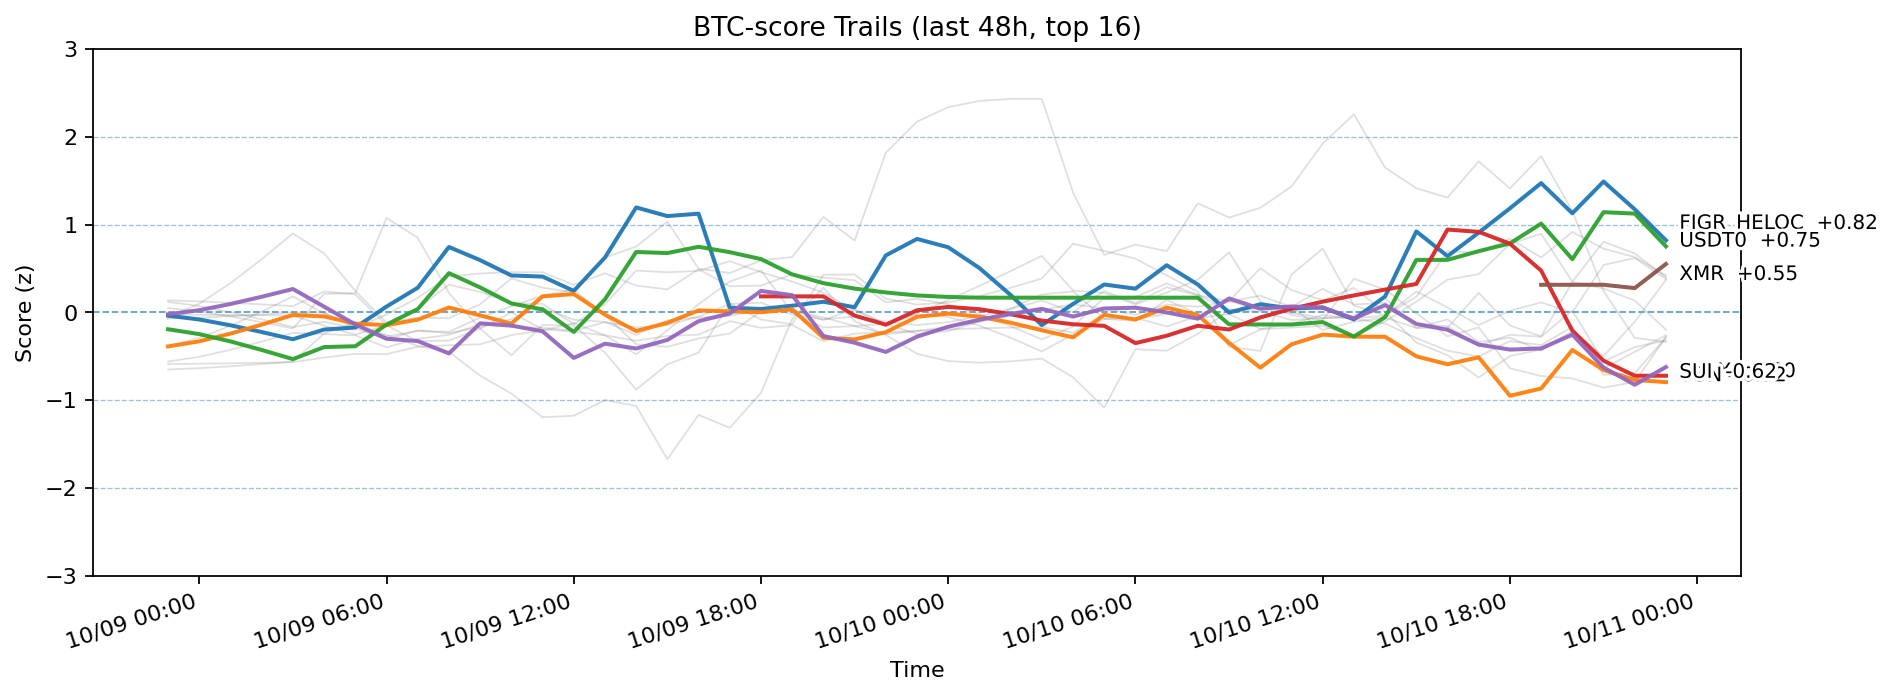 BTC-score Trails (last 48h, top 16)
Score (z)
3
2
1
0
−1
−2
−3
FIGR_HELOC +0.82
USDT0 +0.75
XMR +0.55
10/09 00:00
10/09 06:00
10/09 12:00
10/09 18:00
10/10 00:00
10/10 06:00
10/10 12:00
10/10 18:00
10/11 00:00
Time